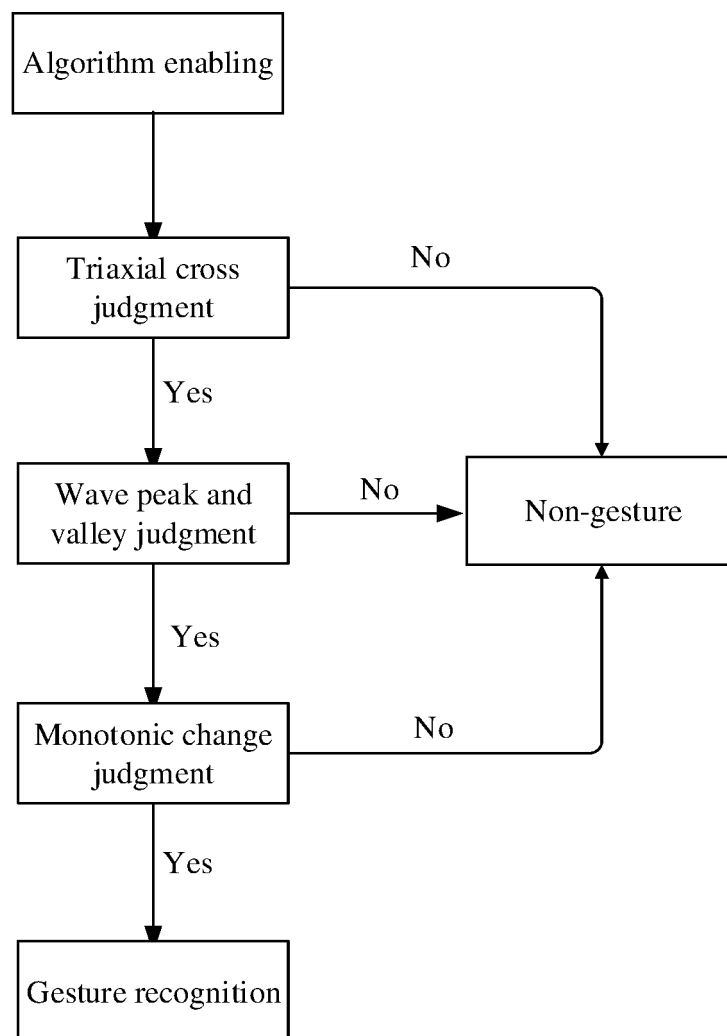 Algorithm enabling
Triaxial cross
judgment
No
Yes
Wave peak and
valley judgment
No
Non-gesture
Yes
Monotonic change
judgment
No
Yes
Gesture recognition